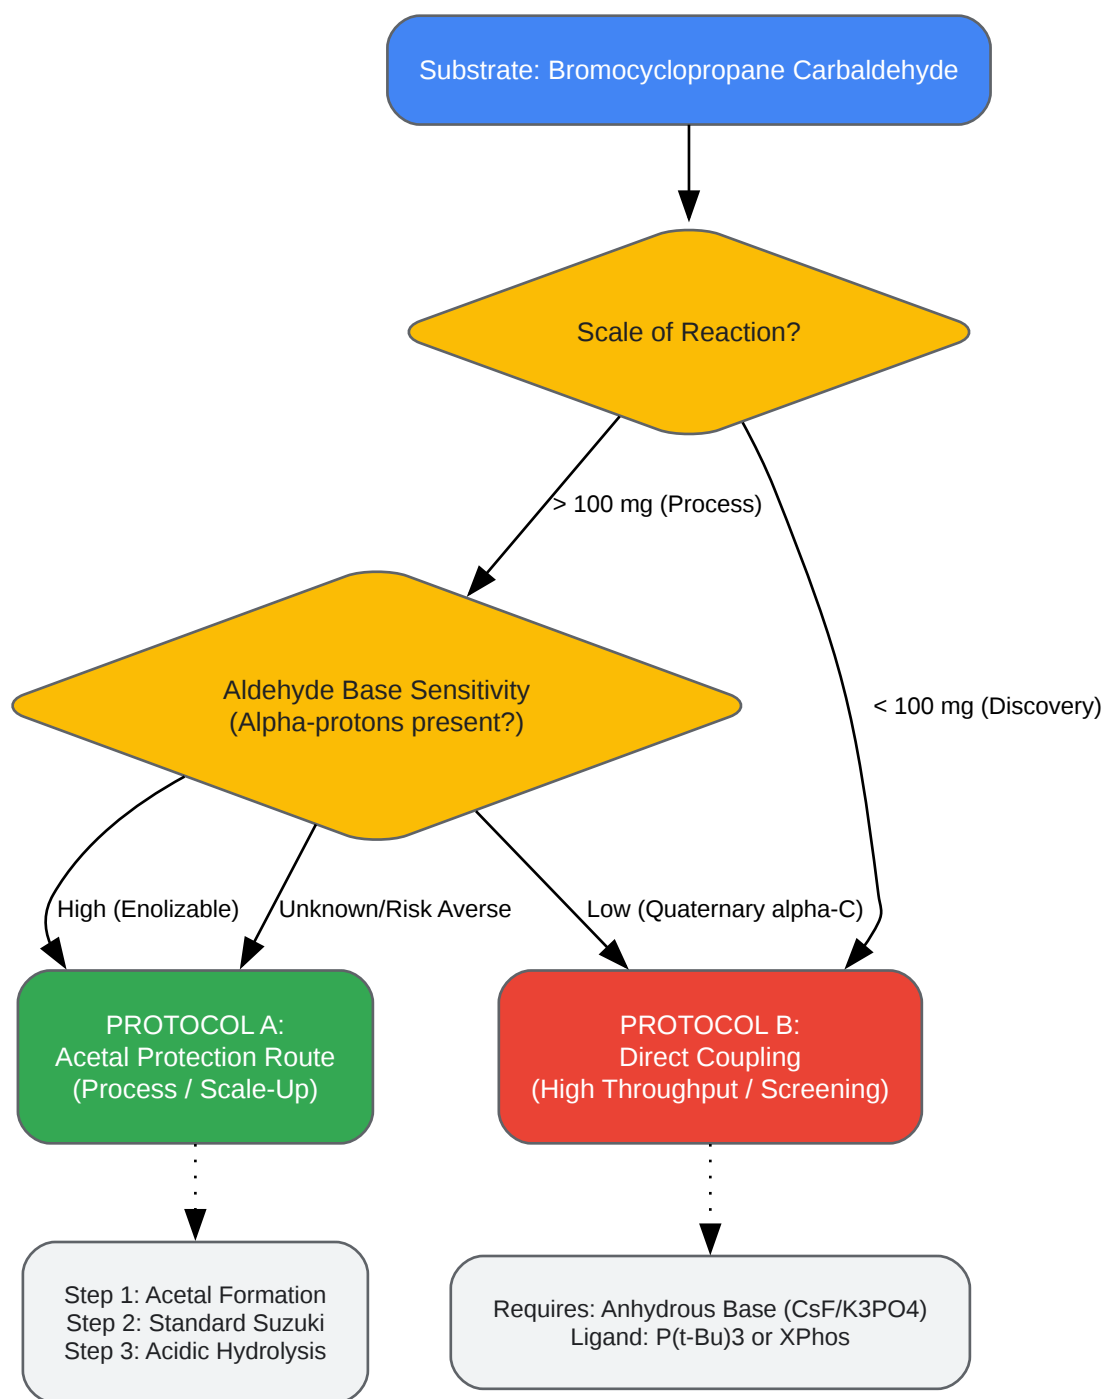 Substrate: Bromocyclopropane Carbaldehyde
Scale of Reaction?
> 100 mg (Process)
Aldehyde Base Sensitivity
(Alpha-protons present?)
< 100 mg (Discovery)
High (Enolizable)
Unknown/Risk Averse
Low (Quaternary alpha-C)
PROTOCOL A:
Acetal Protection Route
(Process / Scale-Up)
PROTOCOL B:
Direct Coupling
(High Throughput / Screening)
Step 1: Acetal Formation
Step 2: Standard Suzuki
Step 3: Acidic Hydrolysis
Requires: Anhydrous Base (CsF/K3PO4)
Ligand: P(t-Bu)3 or XPhos